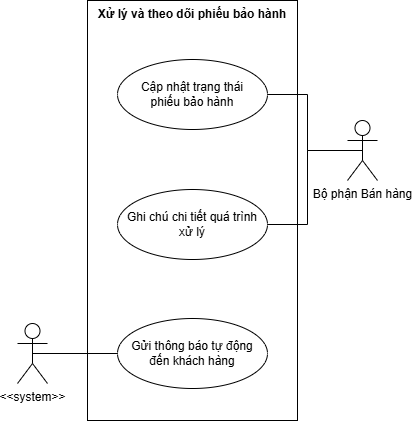 Xử lý và theo dõi phiếu bảo hành
Cập nhật trạng thái
phiếu bảo hành
Bộ phận Bán hàng
Ghi chú chi tiết quá trình
xử lý
Gửi thông báo tự động
đến khách hàng
<<system>>